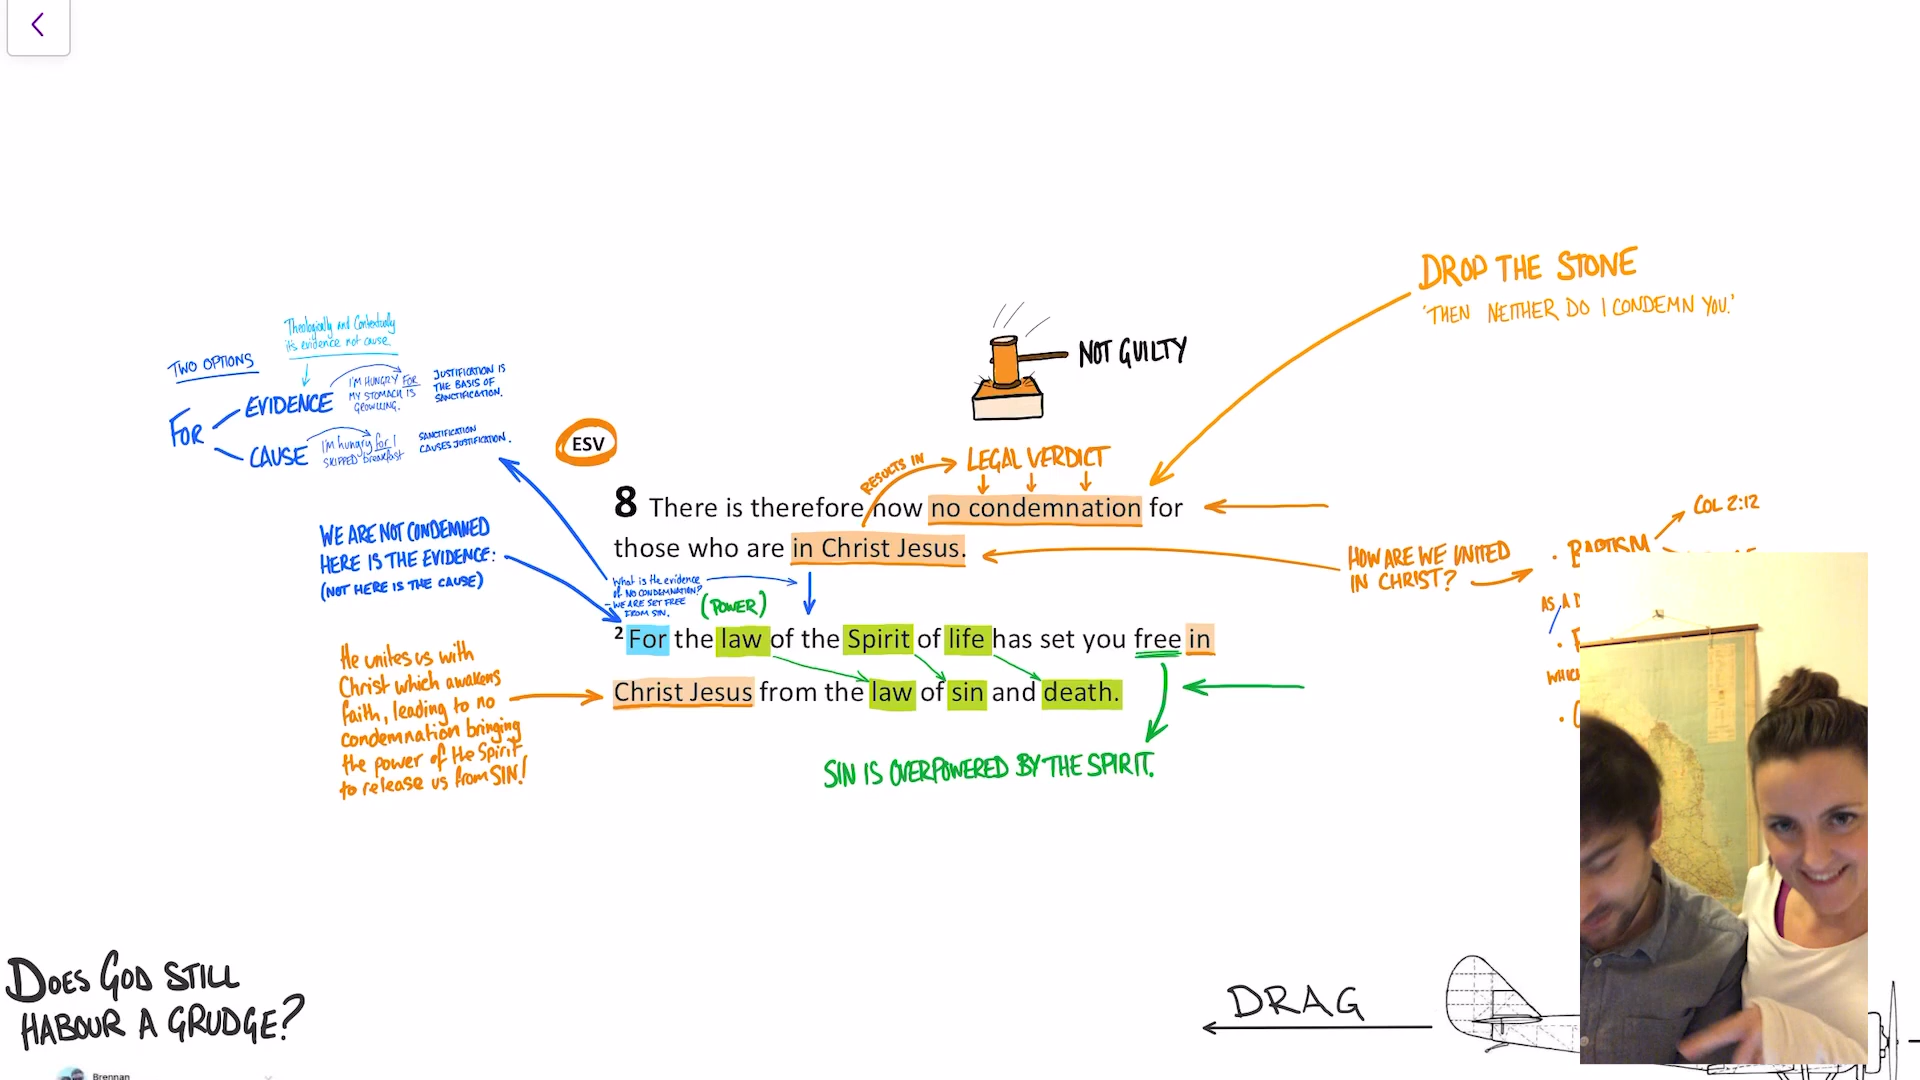 Theologically and Contextually
it's evidence not cause.
TWO OPTIONS
FOR
EVIDENCE
I'M HUNGRY FOR
MY STOMACH IS
GROWLING.
JUSTIFICATION IS
THE BASIS OF
SANCTIFICATION.
CAUSE
I'm hungry for I
SKIPPED breakfast
SANCTIFICATION
CAUSES JUSTIFICATION.
ESV
NOT GUILTY
DROP THE STONE
'THEN NEITHER DO I CONDEMN YOU.'
RESULTS IN
LEGAL VERDICT
8 There is therefore now no condemnation for
those who are in Christ Jesus.
WE ARE NOT CONDEMNED
HERE IS THE EVIDENCE:
(NOT HERE IS THE CAUSE)
What is the evidence
of NO CONDEMNATION?
- WE ARE SET FREE
FROM SIN.
(POWER)
HOW ARE WE UNITED
IN CHRIST?
· BAPTISM
COL 2:12
AS A
2 For the law of the Spirit of life has set you free in
Christ Jesus from the law of sin and death.
He unites us with
Christ which awakens
faith, leading to no
condemnation bringing
the power of the Spirit
to release us from SIN!
SIN IS OVERPOWERED BY THE SPIRIT.
DOES GOD STILL
HABOUR A GRUDGE?
DRAG
Brennan